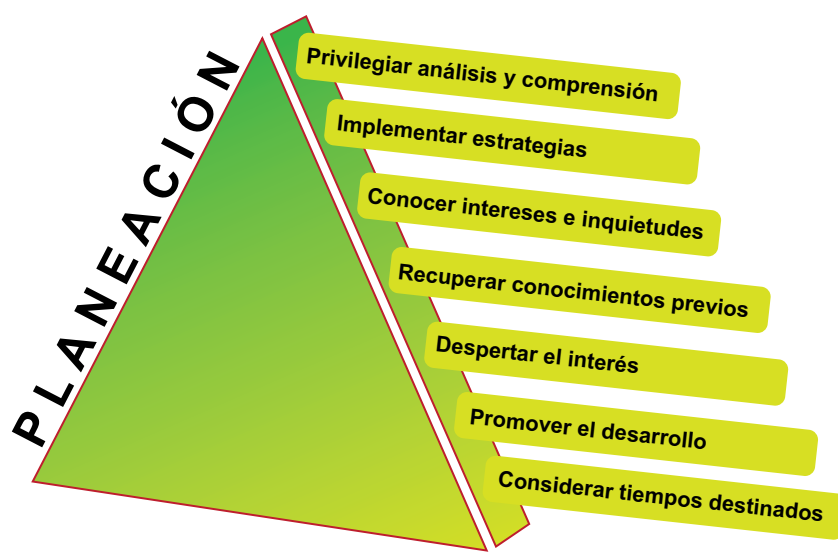 PLANEACIÓN
Privilegiar análisis y comprensión
Implementar estrategias
Conocer intereses e inquietudes
Recuperar conocimientos previos
Despertar el interés
Promover el desarrollo
Considerar tiempos destinados